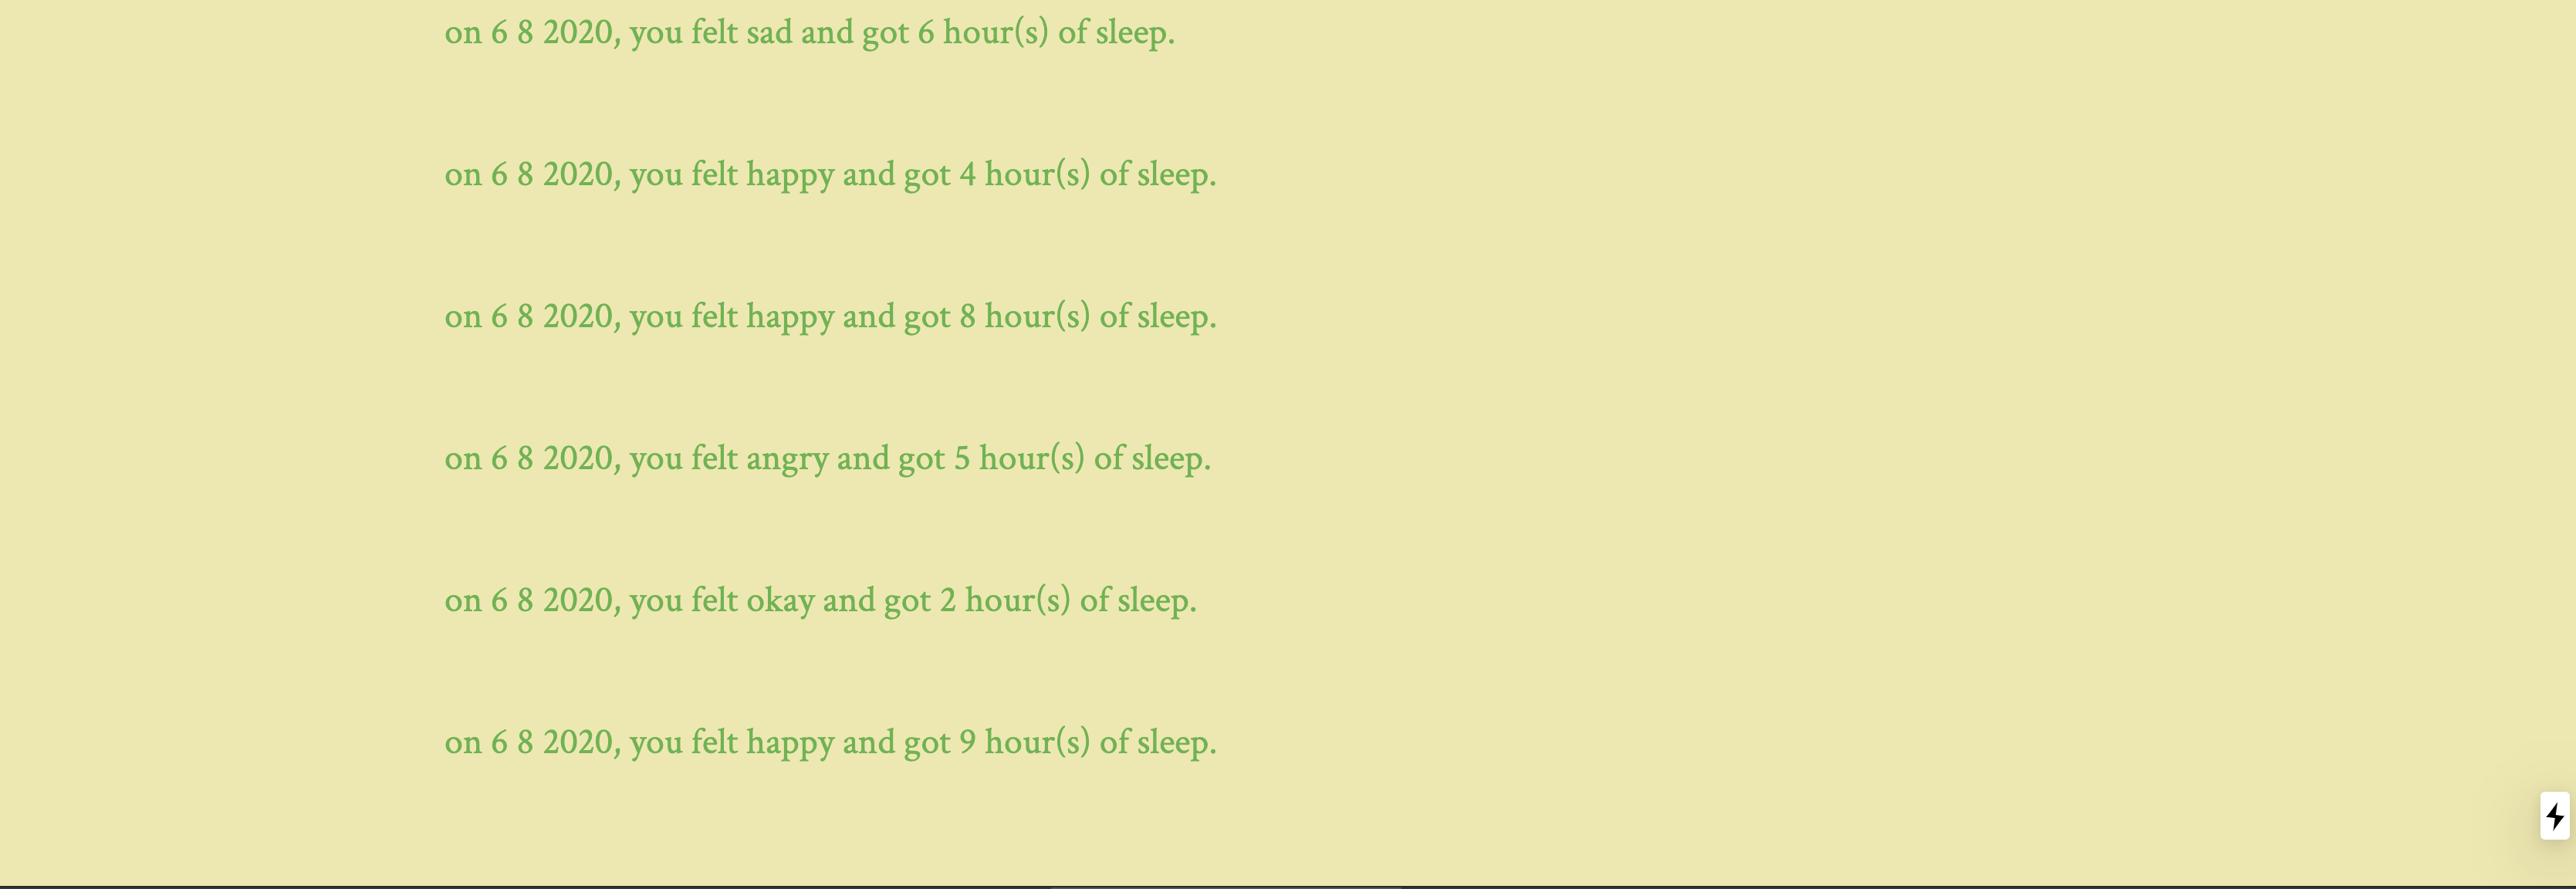 on 6 8 2020, you felt sad and got 6 hour(s) of sleep.
on 6 8 2020, you felt happy and got 4 hour(s) of sleep.
on 6 8 2020, you felt happy and got 8 hour(s) of sleep.
on 6 8 2020, you felt angry and got 5 hour(s) of sleep.
on 6 8 2020, you felt okay and got 2 hour(s) of sleep.
on 6 8 2020, you felt happy and got 9 hour(s) of sleep.